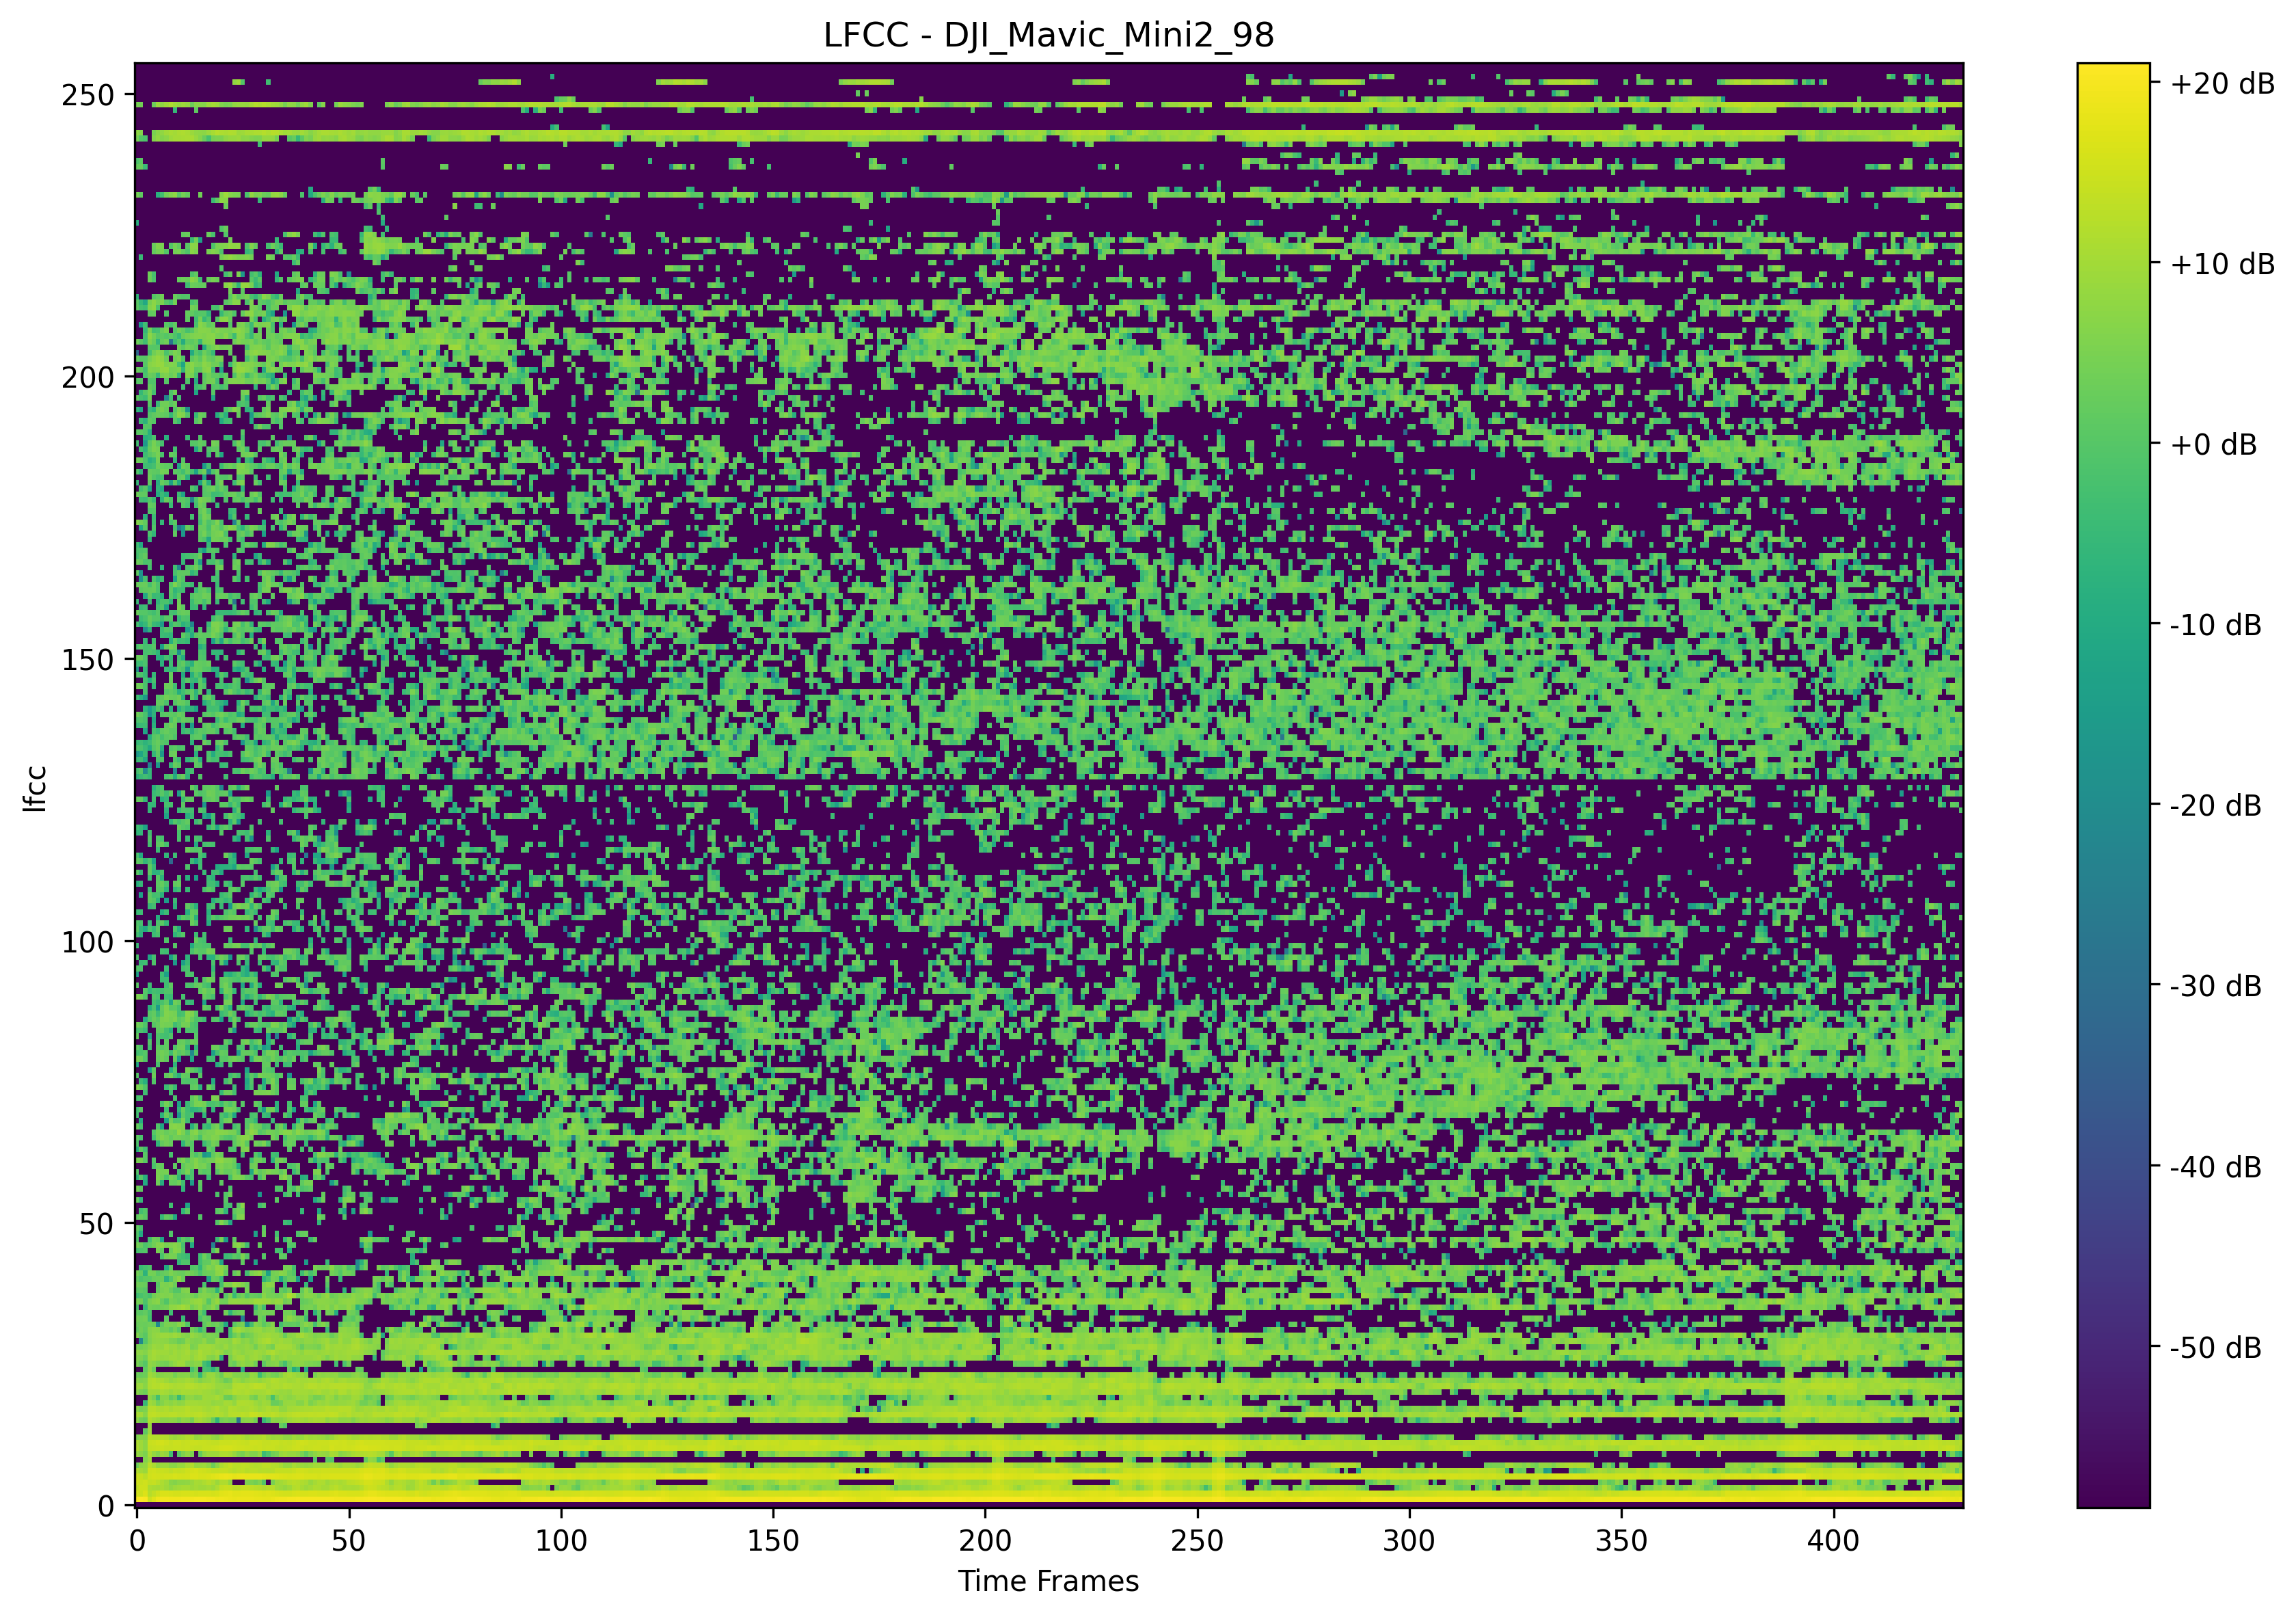 LFCC - DJI_Mavic_Mini2_98
250
200
150
100
50
0
lfcc
0 50 100 150 200 250 300 350 400
Time Frames
+20 dB
+10 dB
+0 dB
-10 dB
-20 dB
-30 dB
-40 dB
-50 dB